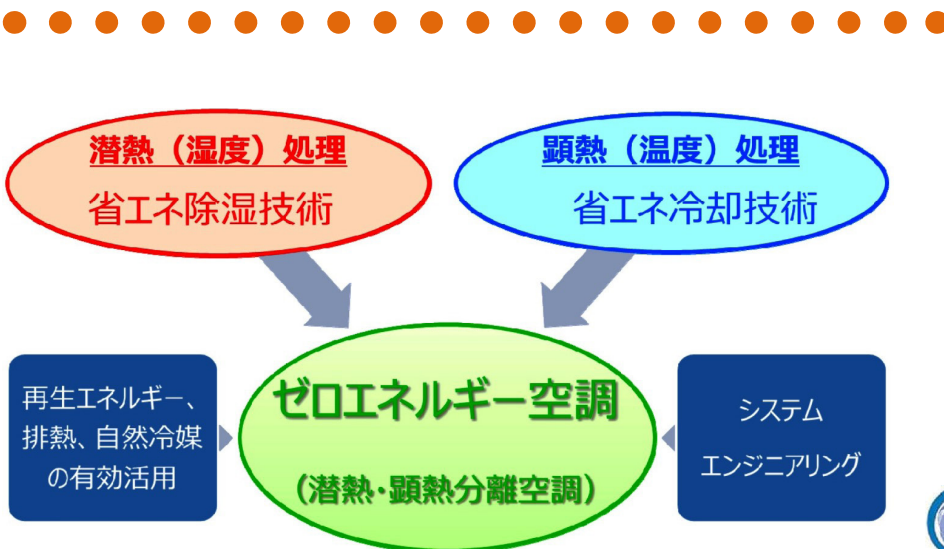 潜熱（湿度）処理
省エネ除湿技術
顕熱（温度）処理
省エネ冷却技術
再生エネルギー、
排熱、自然冷媒
の有効活用
ゼロエネルギー空調
（潜熱・顕熱分離空調）
システム
エンジニアリング